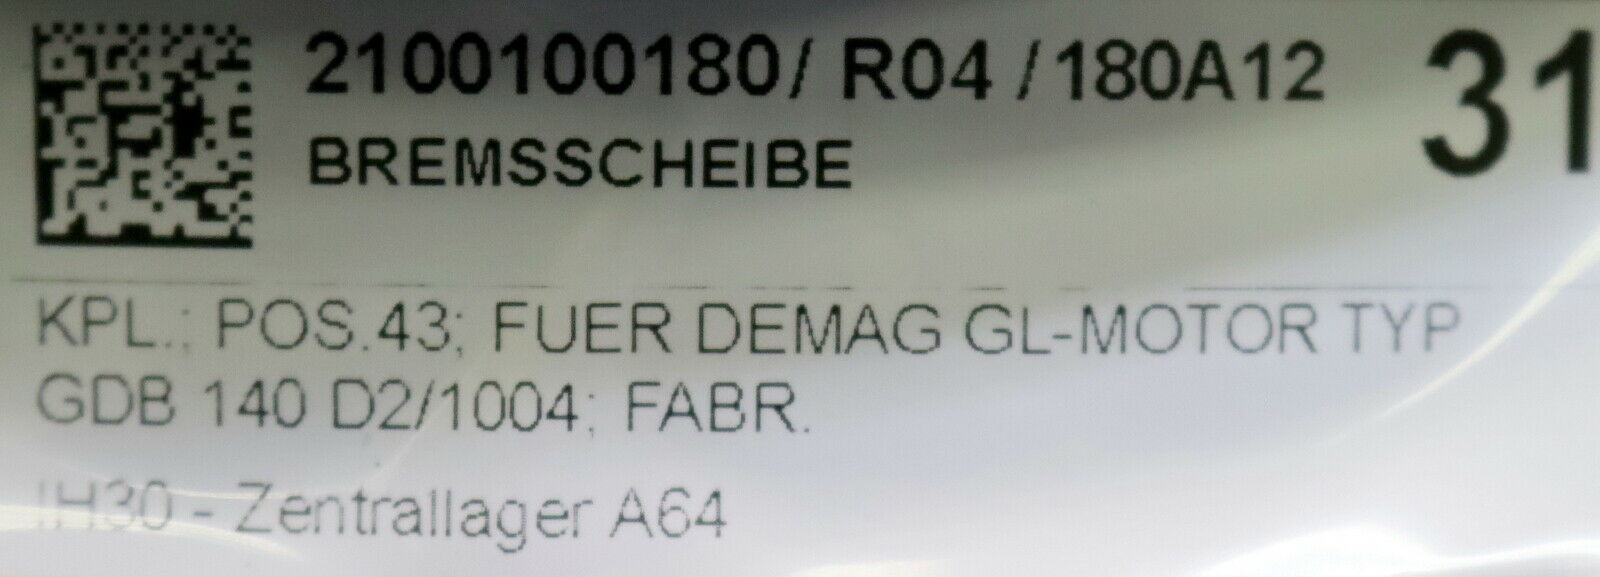 2100100180/ R04 /180A12 31
BREMSSCHEIBE
KPL.; POS.43; FUER DEMAG GL-MOTOR TYP
GDB 140 D2/1004; FABR.
IH30 - Zentrallager A64